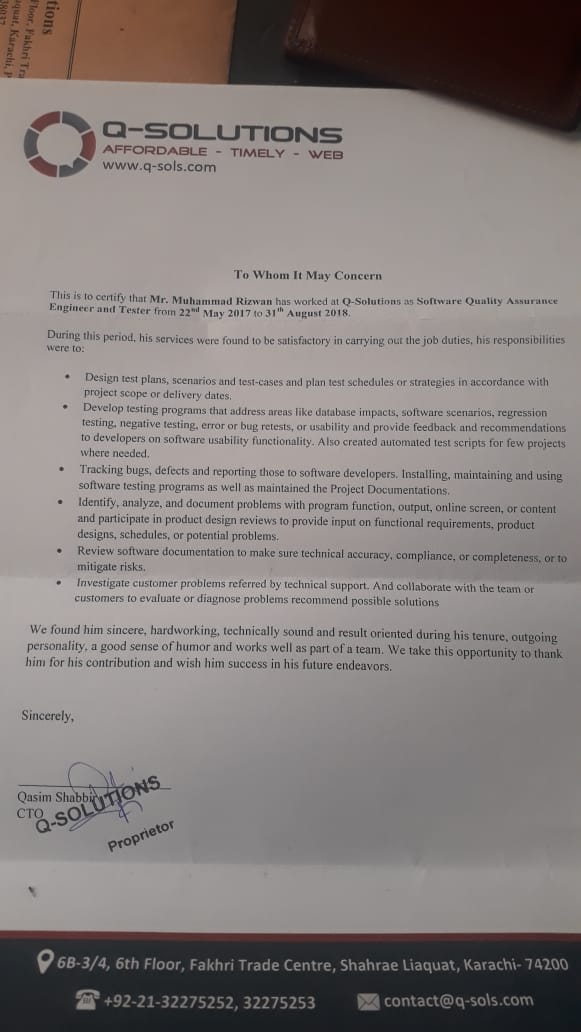 tions
Floor, Fakhri Tra
aquat, Karachi, P
Q-SOLUTIONS
AFFORDABLE - TIMELY - WEB
www.q-sols.com
To Whom It May Concern
This is to certify that Mr. Muhammad Rizwan has worked at Q-Solutions as Software Quality Assurance
Engineer and Tester from 22nd May 2017 to 31th August 2018.
During this period, his services were found to be satisfactory in carrying out the job duties, his responsibilities
were to:
• Design test plans, scenarios and test-cases and plan test schedules or strategies in accordance with
project scope or delivery dates.
• Develop testing programs that address areas like database impacts, software scenarios, regression
testing, negative testing, error or bug retests, or usability and provide feedback and recommendations
to developers on software usability functionality. Also created automated test scripts for few projects
where needed.
• Tracking bugs, defects and reporting those to software developers. Installing, maintaining and using
software testing programs as well as maintained the Project Documentations.
• Identify, analyze, and document problems with program function, output, online screen, or content
and participate in product design reviews to provide input on functional requirements, product
designs, schedules, or potential problems.
• Review software documentation to make sure technical accuracy, compliance, or completeness, or to
mitigate risks.
• Investigate customer problems referred by technical support. And collaborate with the team or
customers to evaluate or diagnose problems recommend possible solutions
We found him sincere, hardworking, technically sound and result oriented during his tenure, outgoing
personality, a good sense of humor and works well as part of a team. We take this opportunity to thank
him for his contribution and wish him success in his future endeavors.
Sincerely,
Qasim Shabbir
CTO
Q-SOLUTIONS
Proprietor
6B-3/4, 6th Floor, Fakhri Trade Centre, Shahrae Liaquat, Karachi- 74200
+92-21-32275252, 32275253 contact@q-sols.com